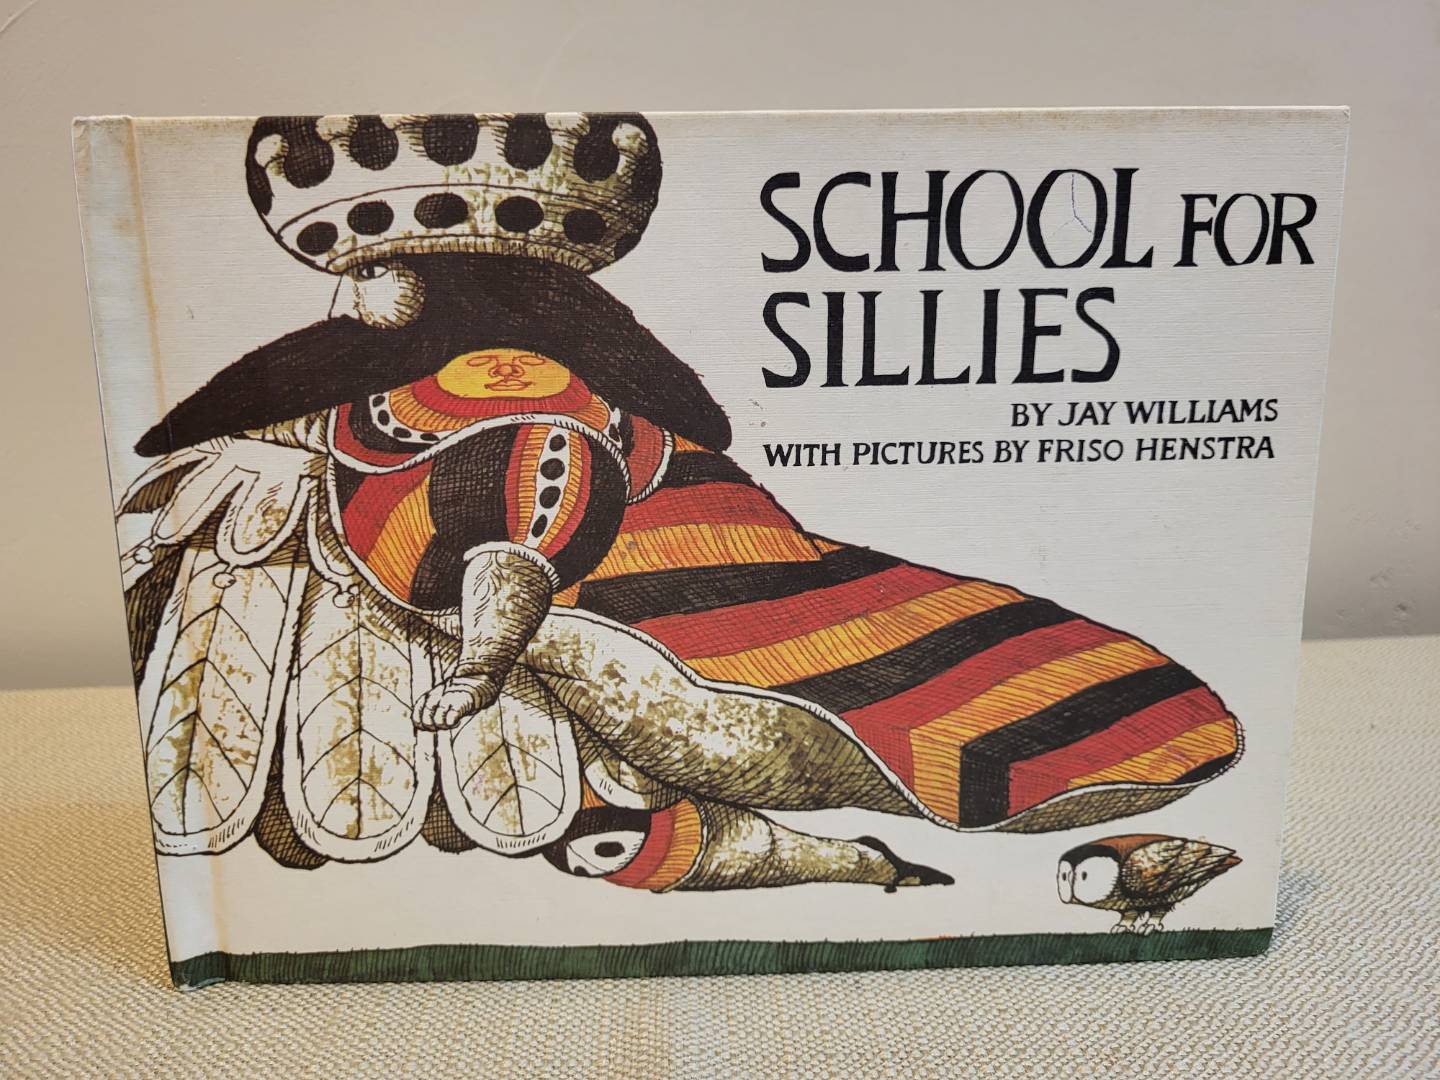 SCHOOL FOR
SILLIES
BY JAY WILLIAMS
WITH PICTURES BY FRISO HENSTRA